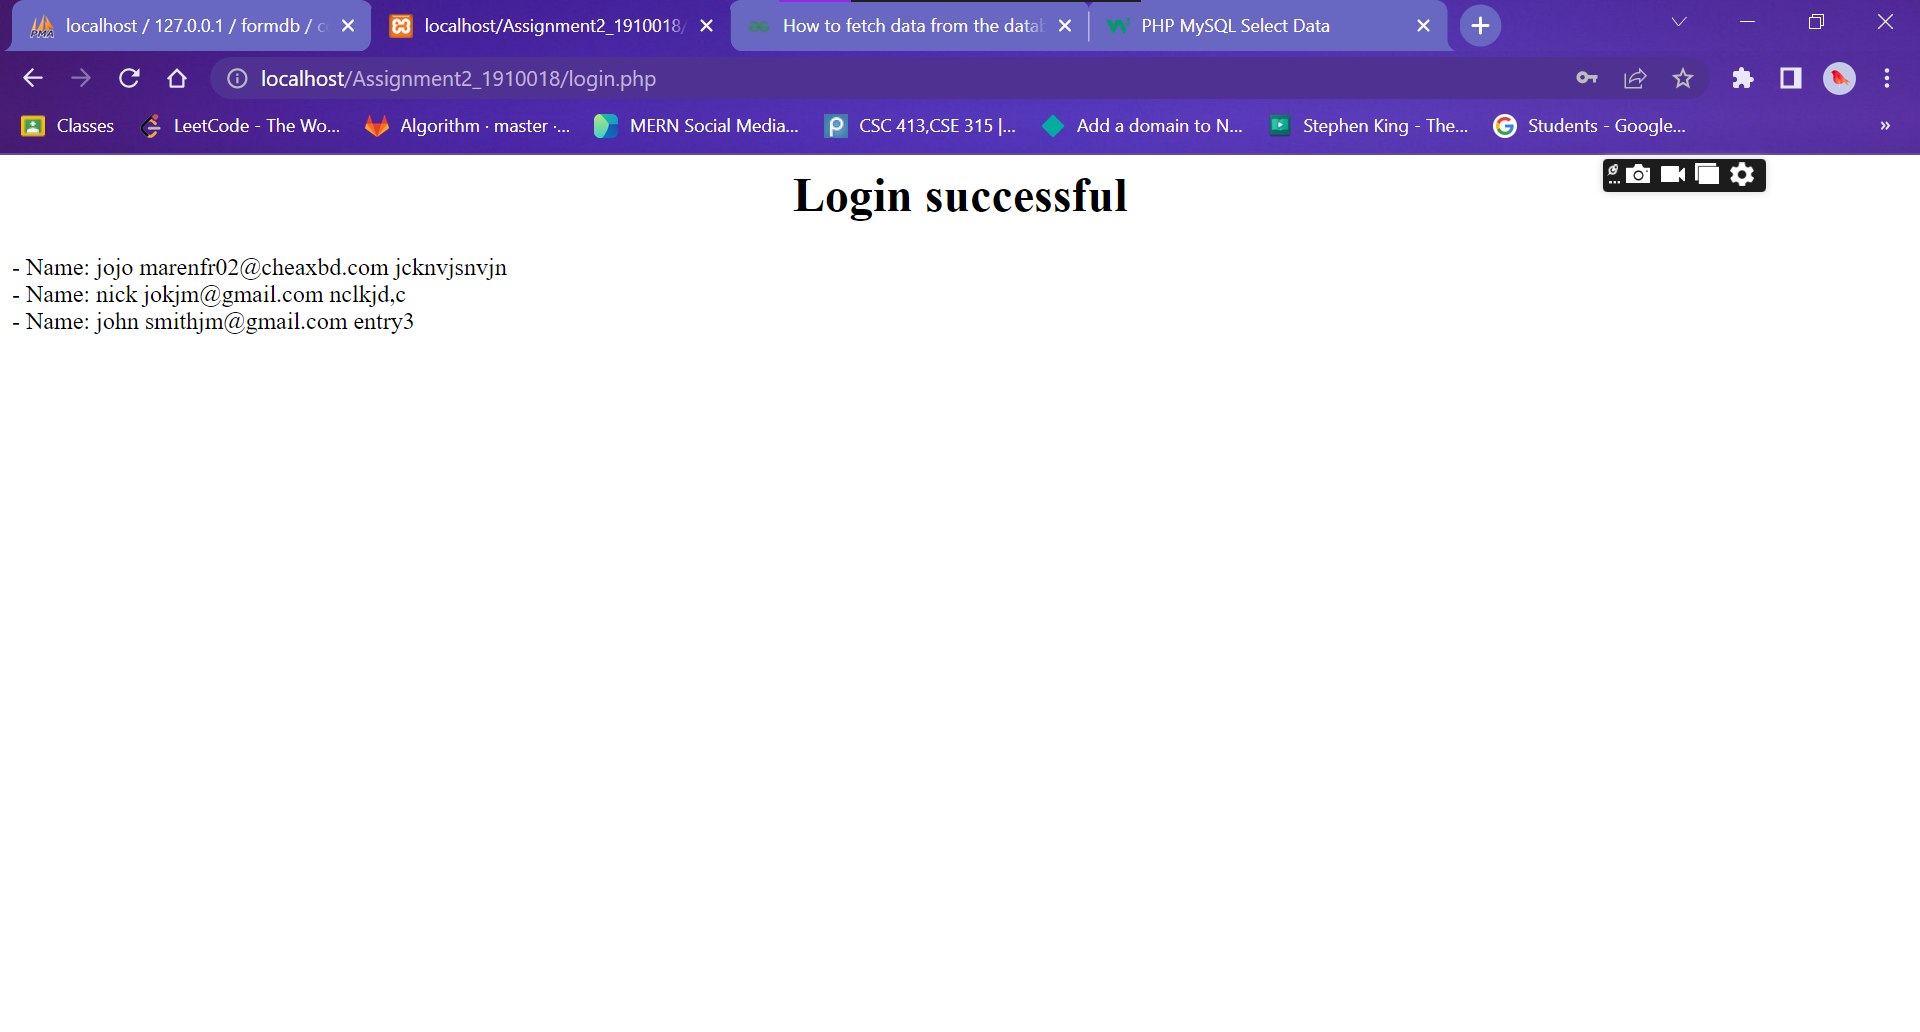 localhost / 127.0.0.1 / formdb / c
localhost/Assignment2_1910018/
How to fetch data from the datab
PHP MySQL Select Data
localhost/Assignment2_1910018/login.php
Classes
LeetCode - The Wo...
Algorithm · master ·...
MERN Social Media...
CSC 413,CSE 315 |...
Add a domain to N...
Stephen King - The...
Students - Google...
»
Login successful
- Name: jojo marenfr02@cheaxbd.com jcknvjsnvjn
- Name: nick jokjm@gmail.com nclkjd,c
- Name: john smithjm@gmail.com entry3